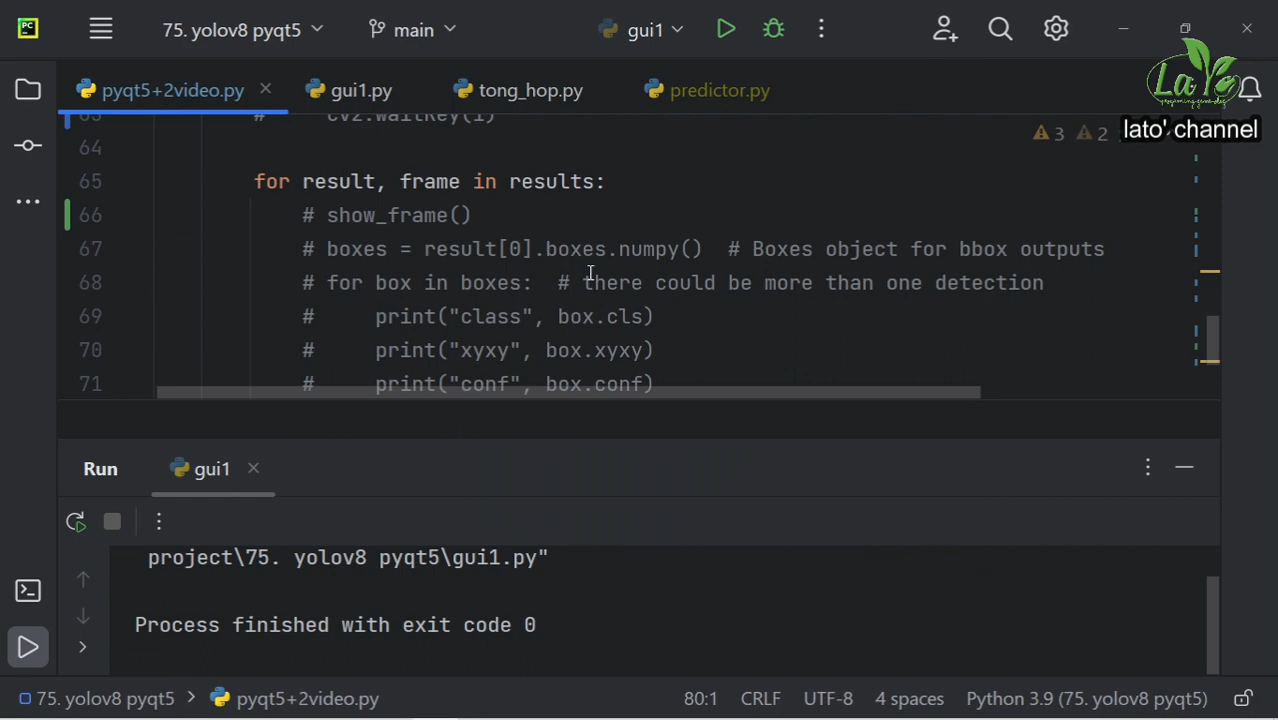 PC
75. yolov8 pyqt5
main
gui1
LaTo
lato' channel
pyqt5+2video.py
gui1.py
tong_hop.py
predictor.py
3
2
# cv2.waitKey(1)
64
65 for result, frame in results:
66 # show_frame()
67 # boxes = result[0].boxes.numpy() # Boxes object for bbox outputs
68 # for box in boxes: # there could be more than one detection
69 # print("class", box.cls)
70 # print("xyxy", box.xyxy)
71 # print("conf", box.conf)
Run
gui1
project\75. yolov8 pyqt5\gui1.py"
Process finished with exit code 0
75. yolov8 pyqt5 > pyqt5+2video.py
80:1
CRLF
UTF-8
4 spaces
Python 3.9 (75. yolov8 pyqt5)